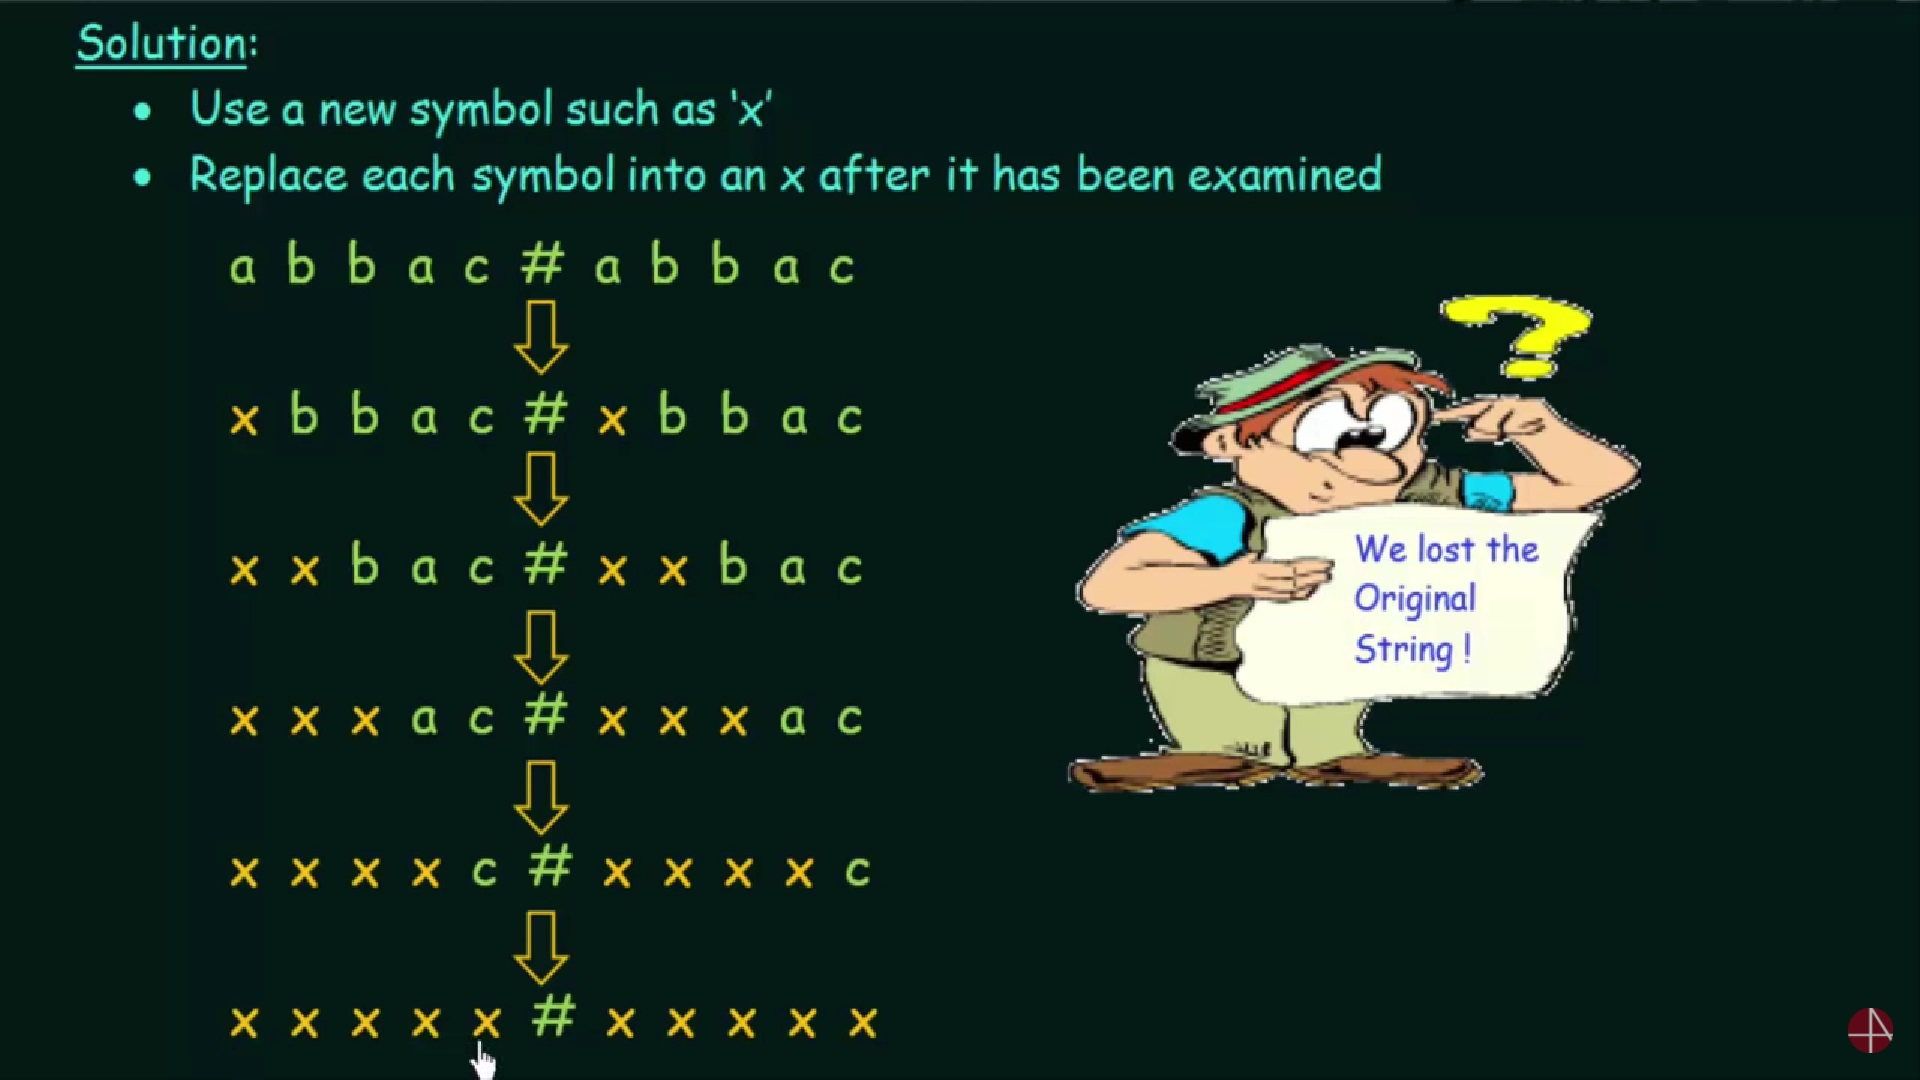 Solution:
• Use a new symbol such as ‘x’
• Replace each symbol into an x after it has been examined
a b b a c # a b b a c
x b b a c # x b b a c
x x b a c # x x b a c
x x x a c # x x x a c
x x x x c # x x x x c
x x x x x # x x x x x
?
We lost the
Original
String !